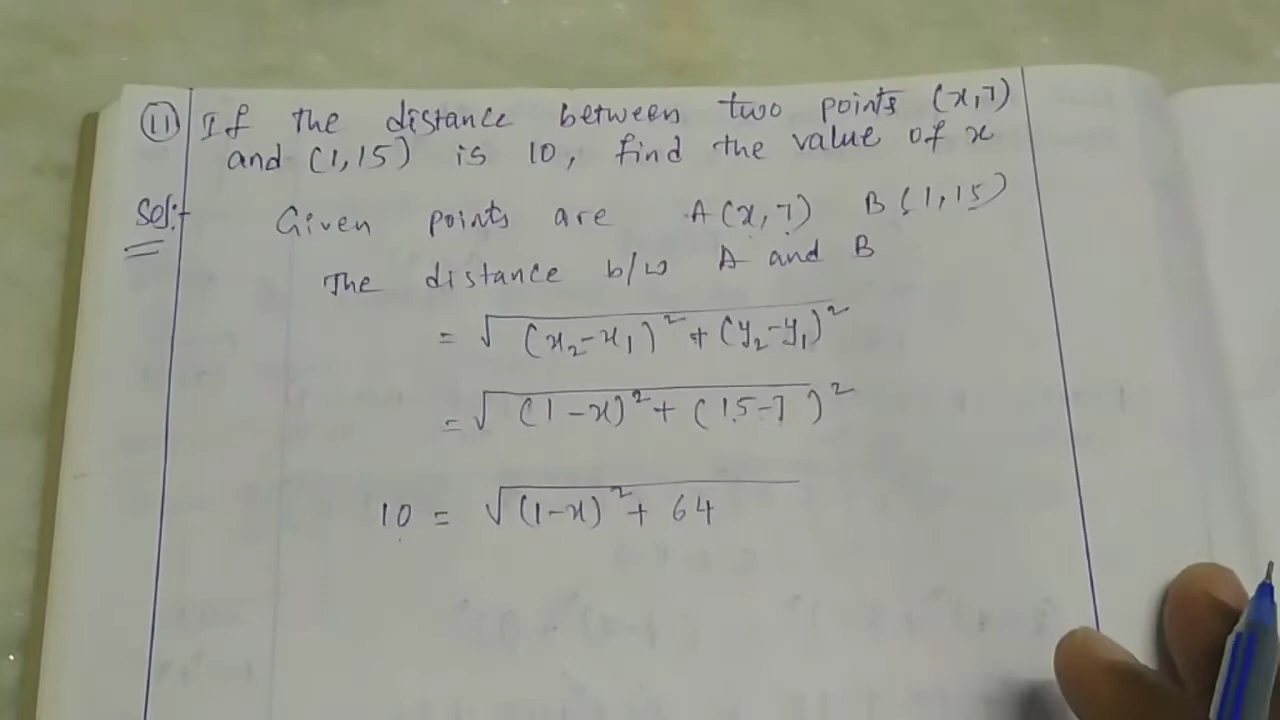 (11) If the distance between two points (x,7)
and (1,15) is 10, find the value of x
Sol:- Given points are A(x,7) B(1,15)
The distance b/w A and B
= √(x₂-x₁)² + (y₂-y₁)²
= √(1-x)² + (15-7)²
10 = √(1-x)² + 64